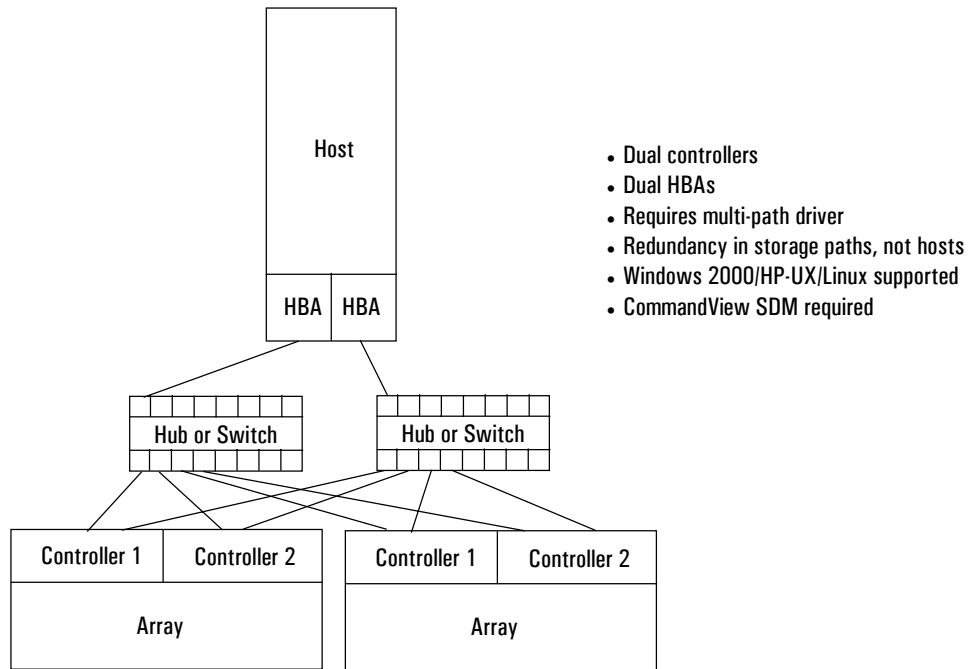 Host
• Dual controllers
• Dual HBAs
• Requires multi-path driver
• Redundancy in storage paths, not hosts
• Windows 2000/HP-UX/Linux supported
• CommandView SDM required
HBA HBA
Hub or Switch Hub or Switch
Controller 1 Controller 2 Controller 1 Controller 2
Array Array